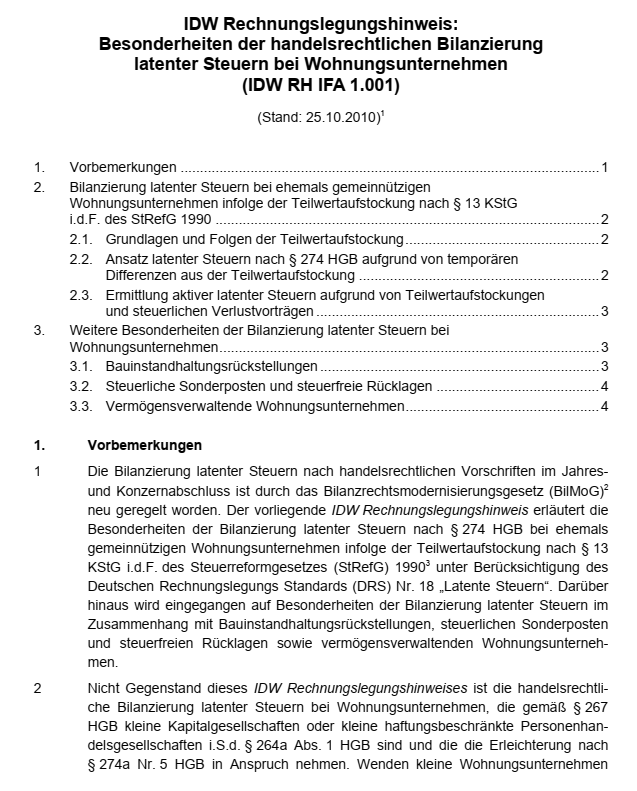 IDW Rechnungslegungshinweis:
Besonderheiten der handelsrechtlichen Bilanzierung
latenter Steuern bei Wohnungsunternehmen
(IDW RH IFA 1.001)
(Stand: 25.10.2010)¹
1. Vorbemerkungen ........ 1
2. Bilanzierung latenter Steuern bei ehemals gemeinnützigen
Wohnungsunternehmen infolge der Teilwertaufstockung nach § 13 KStG
i.d.F. des StRefG 1990 ........ 2
2.1. Grundlagen und Folgen der Teilwertaufstockung ........ 2
2.2. Ansatz latenter Steuern nach § 274 HGB aufgrund von temporären
Differenzen aus der Teilwertaufstockung ........ 2
2.3. Ermittlung aktiver latenter Steuern aufgrund von Teilwertaufstockungen
und steuerlichen Verlustvorträgen ........ 3
3. Weitere Besonderheiten der Bilanzierung latenter Steuern bei
Wohnungsunternehmen ........ 3
3.1. Bauinstandhaltungsrückstellungen ........ 3
3.2. Steuerliche Sonderposten und steuerfreie Rücklagen ........ 4
3.3. Vermögensverwaltende Wohnungsunternehmen ........ 4
1. Vorbemerkungen
1 Die Bilanzierung latenter Steuern nach handelsrechtlichen Vorschriften im Jahres-
und Konzernabschluss ist durch das Bilanzrechtsmodernisierungsgesetz (BilMoG)²
neu geregelt worden. Der vorliegende IDW Rechnungslegungshinweis erläutert die
Besonderheiten der Bilanzierung latenter Steuern nach § 274 HGB bei ehemals
gemeinnützigen Wohnungsunternehmen infolge der Teilwertaufstockung nach § 13
KStG i.d.F. des Steuerreformgesetzes (StRefG) 1990³ unter Berücksichtigung des
Deutschen Rechnungslegungs Standards (DRS) Nr. 18 „Latente Steuern“. Darüber
hinaus wird eingegangen auf Besonderheiten der Bilanzierung latenter Steuern im
Zusammenhang mit Bauinstandhaltungsrückstellungen, steuerlichen Sonderposten
und steuerfreien Rücklagen sowie vermögensverwaltenden Wohnungsunterneh-
men.
2 Nicht Gegenstand dieses IDW Rechnungslegungshinweises ist die handelsrechtli-
che Bilanzierung latenter Steuern bei Wohnungsunternehmen, die gemäß § 267
HGB kleine Kapitalgesellschaften oder kleine haftungsbeschränkte Personenhan-
delsgesellschaften i.S.d. § 264a Abs. 1 HGB sind und die die Erleichterung nach
§ 274a Nr. 5 HGB in Anspruch nehmen. Wenden kleine Wohnungsunternehmen